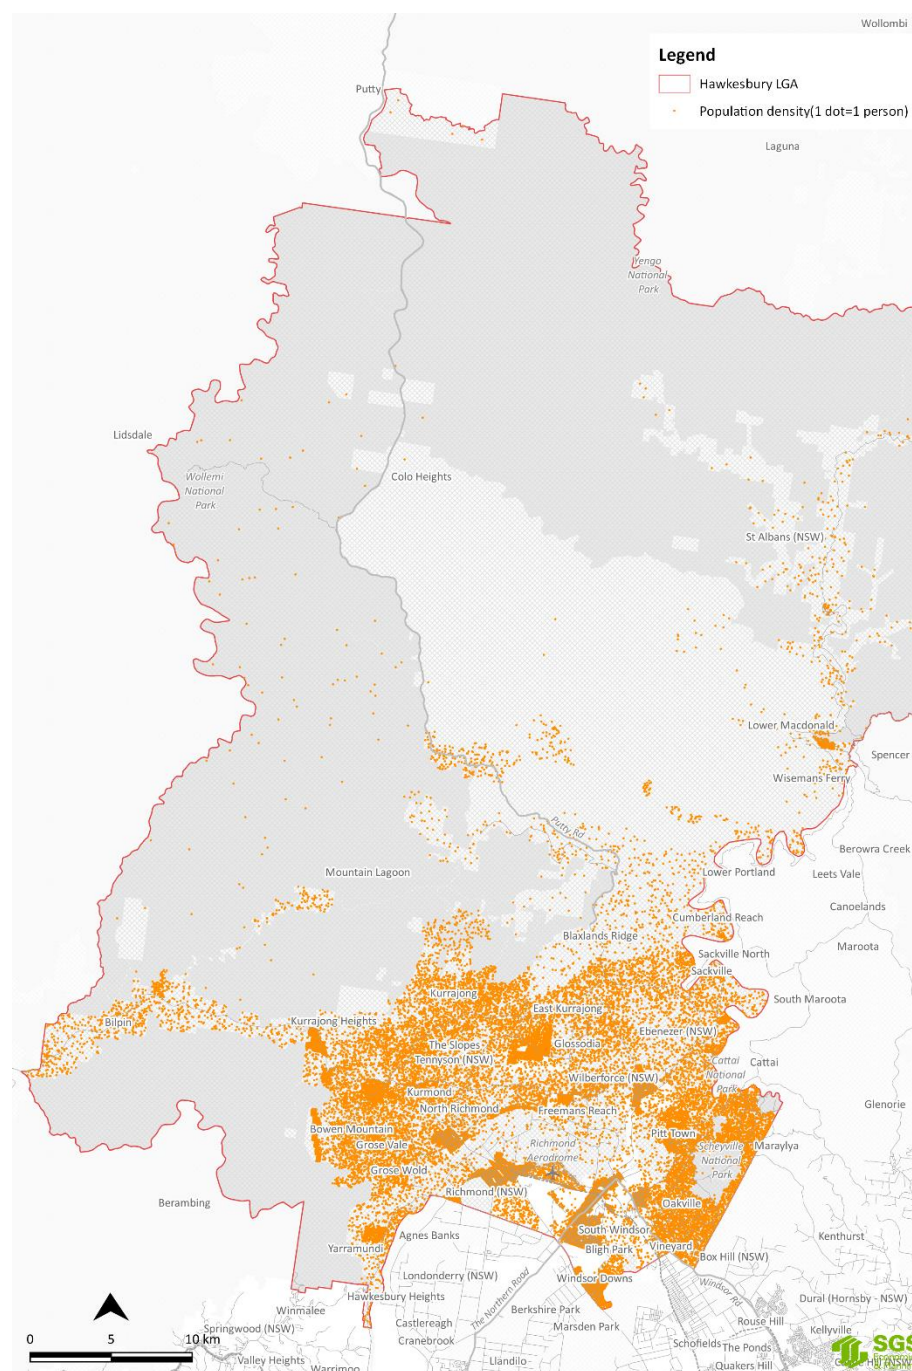 Wollombi
Legend
Hawkesbury LGA
Population density(1 dot=1 person)
Putty
Laguna
Yengo
National
Park
Lidsdale
Wollemi
National
Park
Colo Heights
St Albans (NSW)
Lower Macdonald
Spencer
Wisemans Ferry
Putty Rd
Berowra Creek
Mountain Lagoon
Lower Portland
Leets Vale
Canoelands
Cumberland Reach
Blaxlands Ridge
Maroota
Sackville North
Sackville
Kurrajong
South Maroota
East Kurrajong
Bilpin
Kurrajong Heights
Ebenezer (NSW)
The Slopes
Glossodia
Tennyson (NSW)
Cattai
National
Park
Cattai
Wilberforce (NSW)
Kurmond
Glenorie
North Richmond
Freemans Reach
Bowen Mountain
Pitt Town
Grose Vale
Richmond
Aerodrome
Scheyville
National
Park
Maraylya
Grose Wold
Richmond (NSW)
Berambing
Oakville
Agnes Banks
South Windsor
Kenthurst
Yarramundi
Bligh Park
Vineyard
Box Hill (NSW)
Londonderry (NSW)
Windsor Downs
The Northern Road
Windsor Rd
Hawkesbury Heights
Dural (Hornsby - NSW)
Winmalee
Castlereagh
Berkshire Park
Rouse Hill
Springwood (NSW)
Cranebrook
Marsden Park
Kellyville
0 5 10 km
Schofields
The Ponds
SGS
Valley Heights
Llandilo
Quakers Hill
Warrimoo